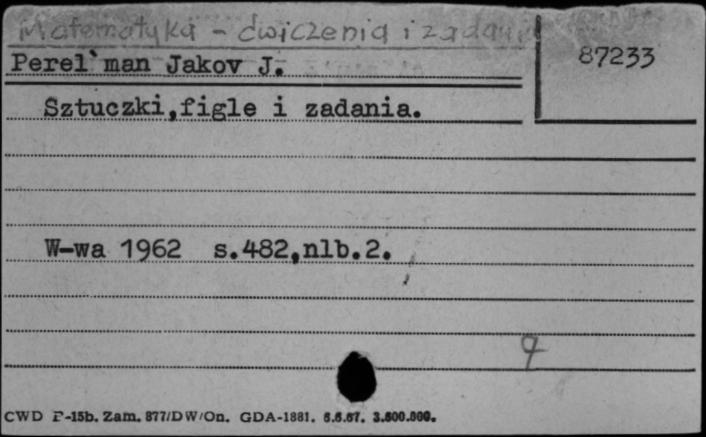 Matematyka - ćwiczenia i zadania
87233
Perel`man Jakov J.
Sztuczki,figle i zadania.
W-wa 1962 s.482,nlb.2.
CWD P-15b. Zam. 877/DW/On. GDA-1881. 6.6.67. 3.600.000.